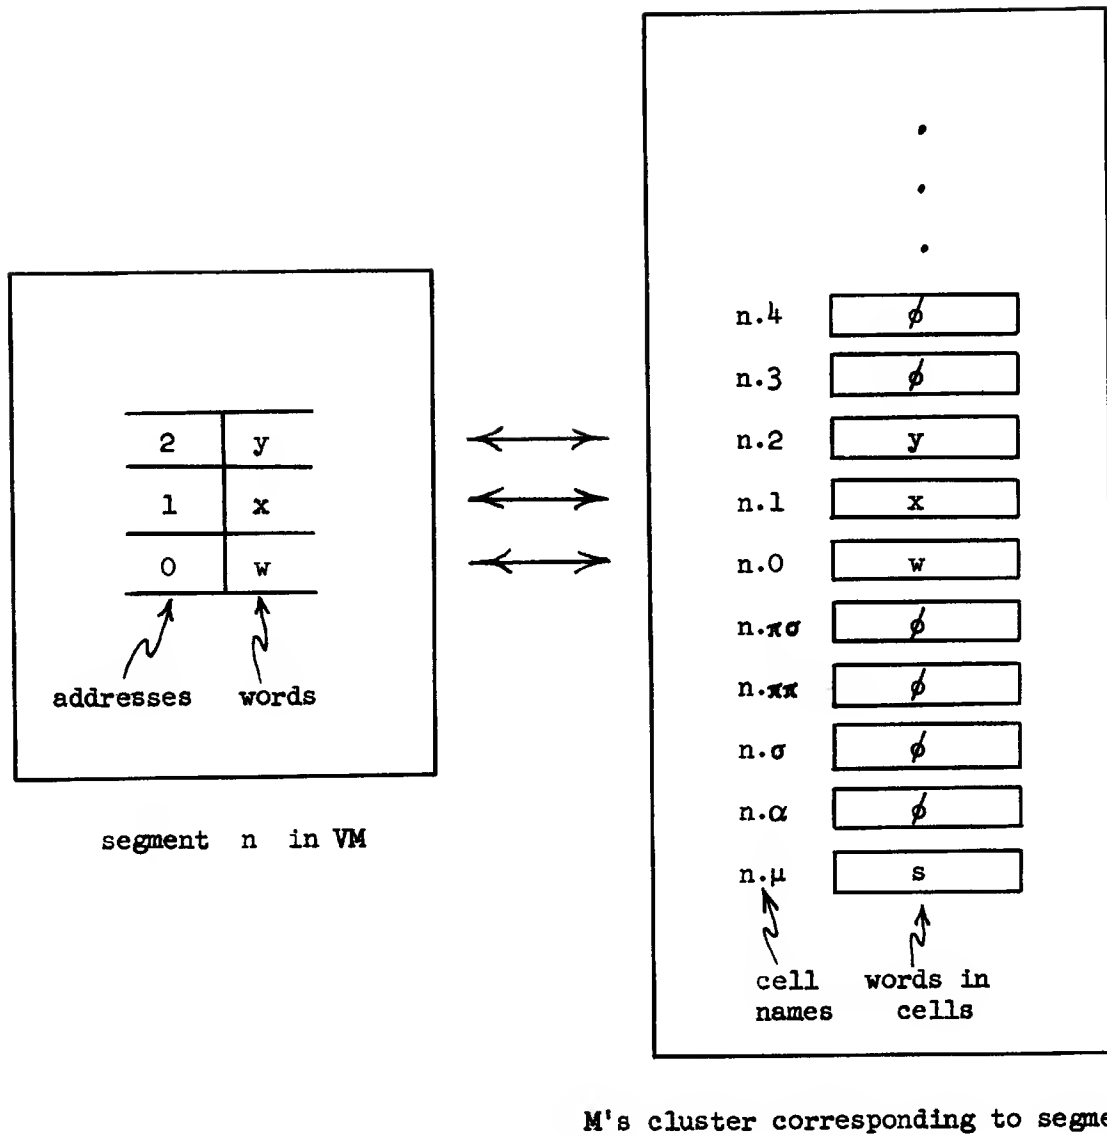 n.4 ϕ
n.3 ϕ
n.2 y
n.1 x
n.0 w
n.πσ ϕ
n.ππ ϕ
n.σ ϕ
n.α ϕ
n.μ s
cell names
words in cells
2 y
1 x
0 w
addresses words
segment n in VM
M's cluster corresponding to segme